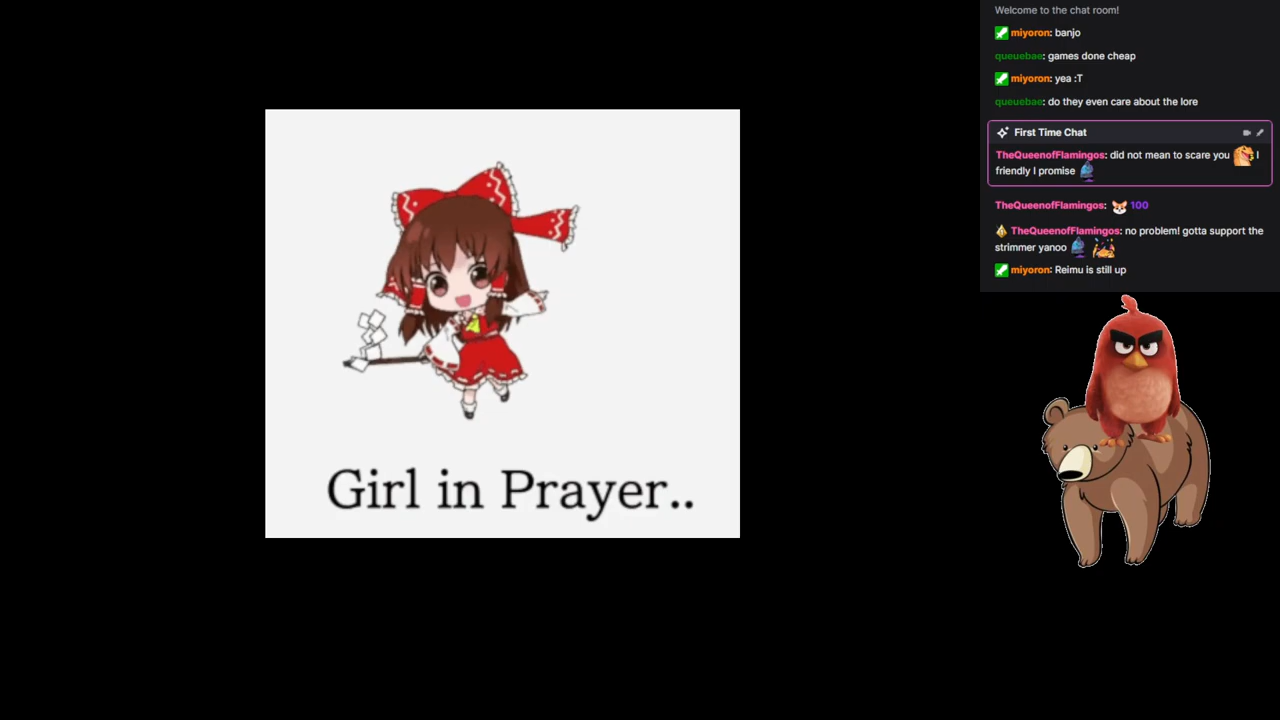 Welcome to the chat room!
miyoron: banjo
queuebae: games done cheap
miyoron: yea :T
queuebae: do they even care about the lore
First Time Chat
TheQueenofFlamingos: did not mean to scare you I
friendly I promise
TheQueenofFlamingos: 100
TheQueenofFlamingos: no problem! gotta support the
strimmer yanoo
miyoron: Reimu is still up
Girl in Prayer..